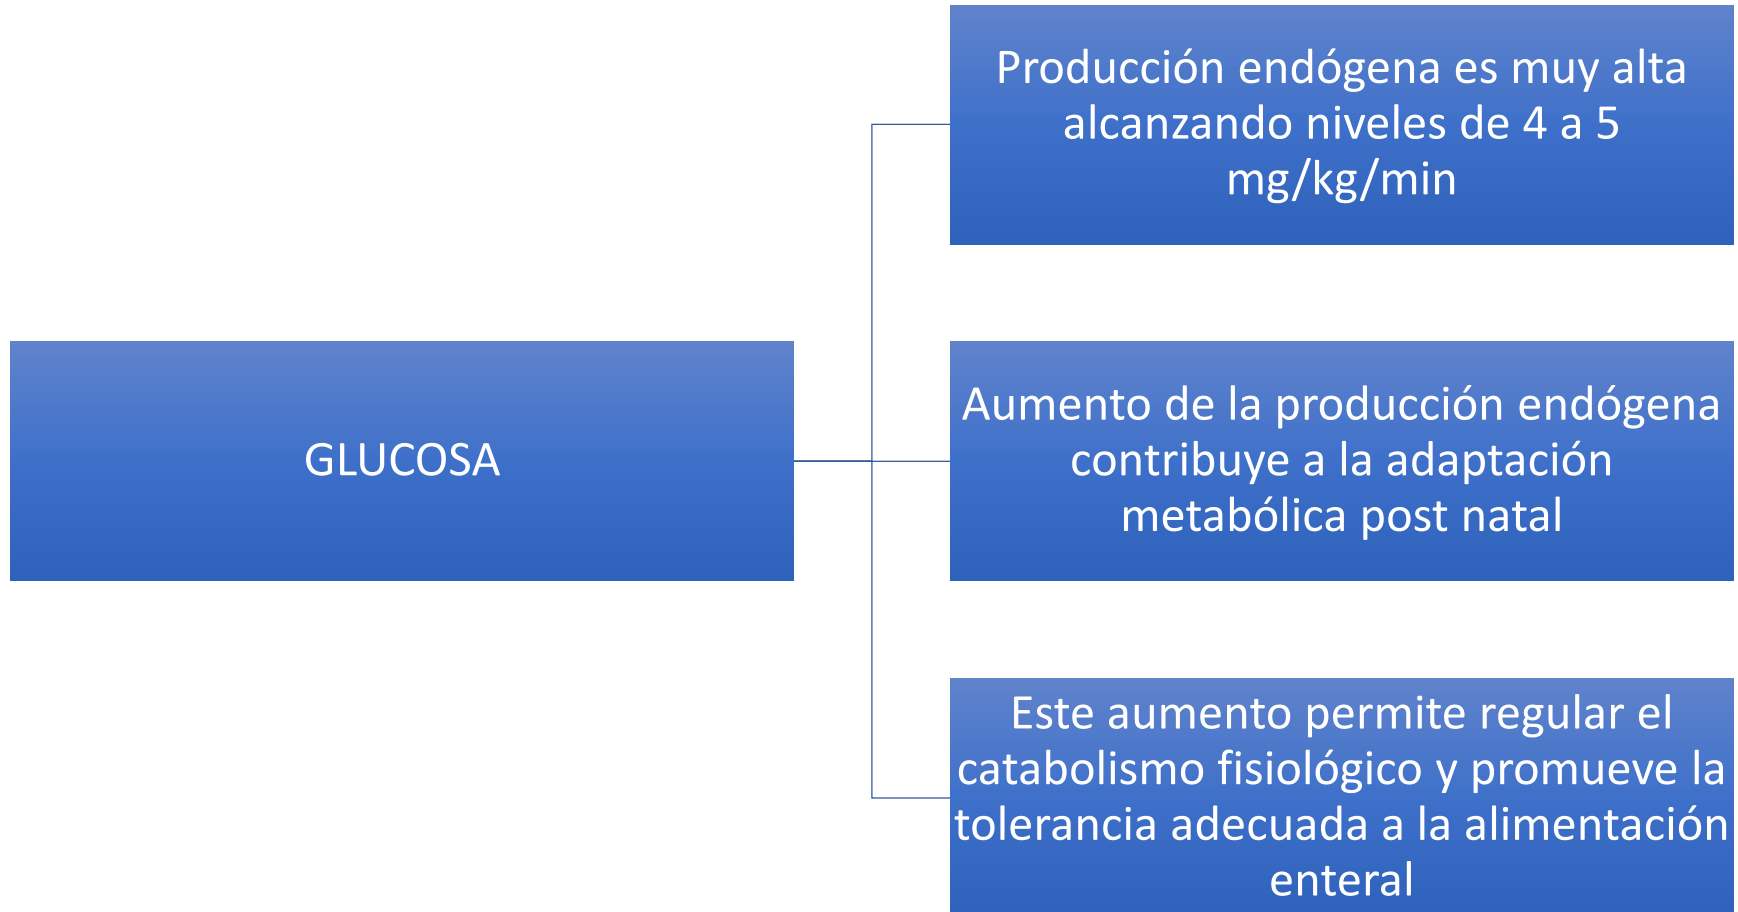 GLUCOSA
Producción endógena es muy alta
alcanzando niveles de 4 a 5
mg/kg/min
Aumento de la producción endógena
contribuye a la adaptación
metabólica post natal
Este aumento permite regular el
catabolismo fisiológico y promueve la
tolerancia adecuada a la alimentación
enteral